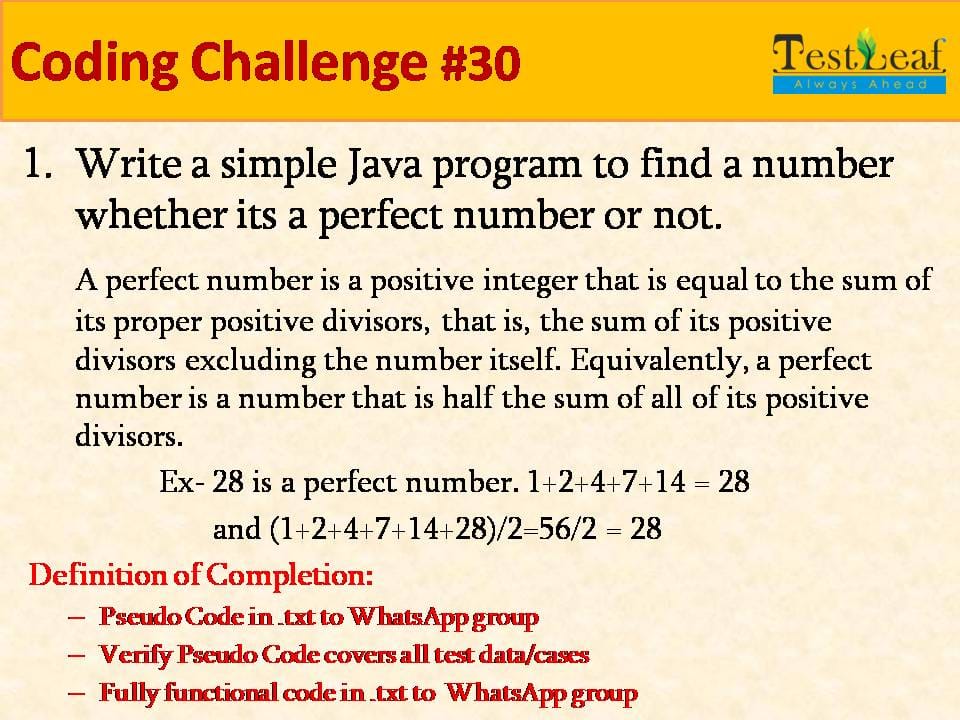 Coding Challenge #30
TestLeaf
Always Ahead
1. Write a simple Java program to find a number
whether its a perfect number or not.
A perfect number is a positive integer that is equal to the sum of
its proper positive divisors, that is, the sum of its positive
divisors excluding the number itself. Equivalently, a perfect
number is a number that is half the sum of all of its positive
divisors.
Ex- 28 is a perfect number. 1+2+4+7+14 = 28
and (1+2+4+7+14+28)/2=56/2 = 28
Definition of Completion:
– Pseudo Code in .txt to WhatsApp group
– Verify Pseudo Code covers all test data/cases
– Fully functional code in .txt to WhatsApp group